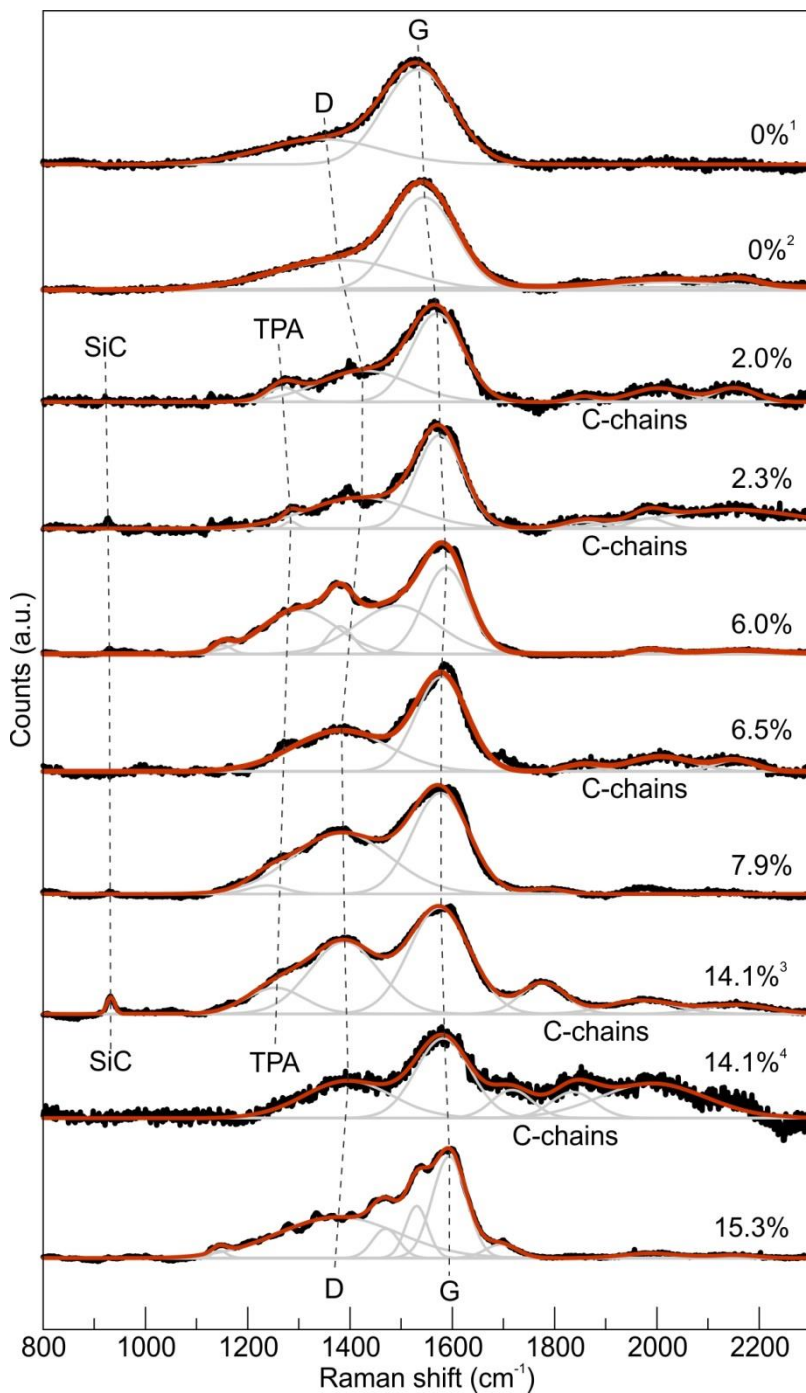 G
D
0%¹
0%²
SiC
TPA
2.0%
C-chains
2.3%
C-chains
6.0%
6.5%
C-chains
7.9%
14.1%³
C-chains
SiC
TPA
14.1%⁴
C-chains
15.3%
D
G
Counts (a.u.)
800 1000 1200 1400 1600 1800 2000 2200
Raman shift (cm⁻¹)